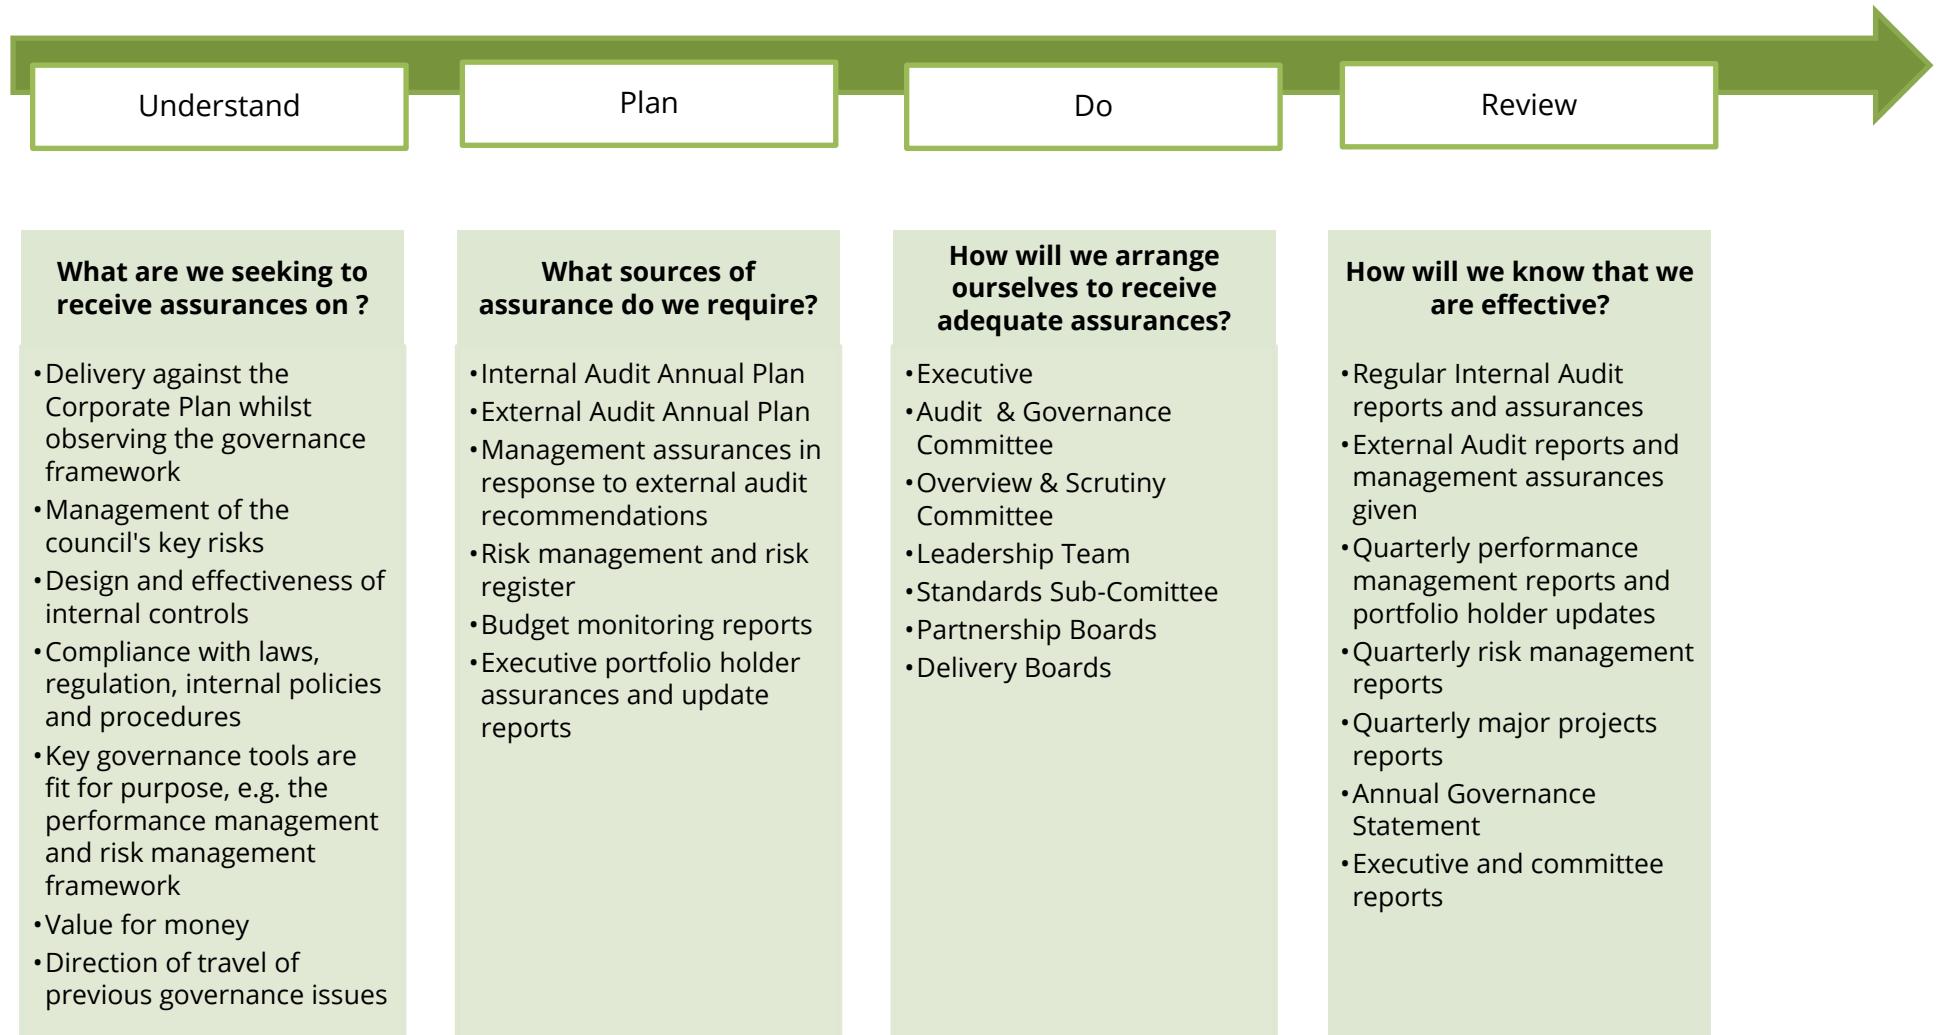 Understand
Plan
Do
Review
What are we seeking to
receive assurances on ?
•Delivery against the
Corporate Plan whilst
observing the governance
framework
•Management of the
council's key risks
•Design and effectiveness of
internal controls
•Compliance with laws,
regulation, internal policies
and procedures
•Key governance tools are
fit for purpose, e.g. the
performance management
and risk management
framework
•Value for money
•Direction of travel of
previous governance issues
What sources of
assurance do we require?
•Internal Audit Annual Plan
•External Audit Annual Plan
•Management assurances in
response to external audit
recommendations
•Risk management and risk
register
•Budget monitoring reports
•Executive portfolio holder
assurances and update
reports
How will we arrange
ourselves to receive
adequate assurances?
•Executive
•Audit & Governance
Committee
•Overview & Scrutiny
Committee
•Leadership Team
•Standards Sub-Comittee
•Partnership Boards
•Delivery Boards
How will we know that we
are effective?
•Regular Internal Audit
reports and assurances
•External Audit reports and
management assurances
given
•Quarterly performance
management reports and
portfolio holder updates
•Quarterly risk management
reports
•Quarterly major projects
reports
•Annual Governance
Statement
•Executive and committee
reports